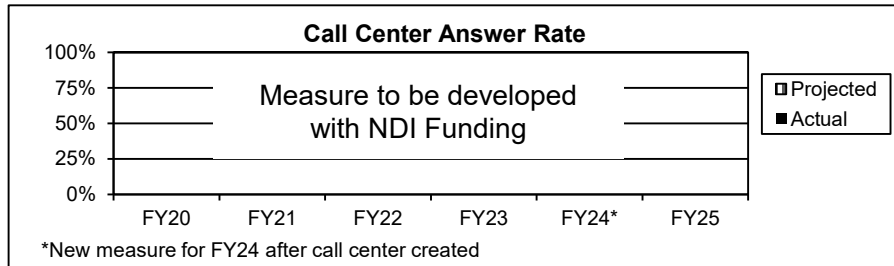 Call Center Answer Rate
100%
75%
50%
25%
0%
Measure to be developed
with NDI Funding
Projected
Actual
FY20 FY21 FY22 FY23 FY24* FY25
*New measure for FY24 after call center created